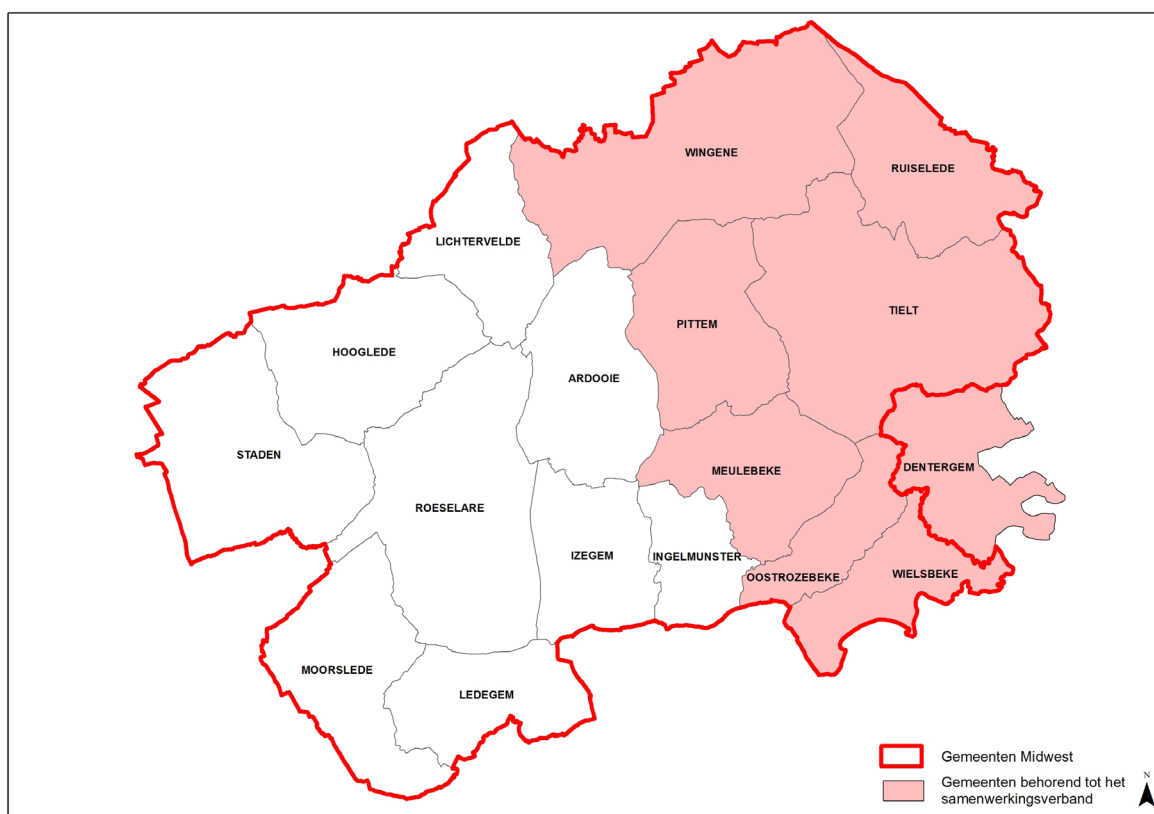 WINGENE
RUISELEDE
LICHTERVELDE
TIELT
PITTEM
HOOGLEDE
ARDOOIE
STADEN
DENTERGEM
MEULEBEKE
ROESELARE
IZEGEM
INGELMUNSTER
OOSTROZEBEKE
WIELSBEKE
MOORSLEDE
LEDEGEM
Gemeenten Midwest
Gemeenten behorend tot het
samenwerkingsverband
N